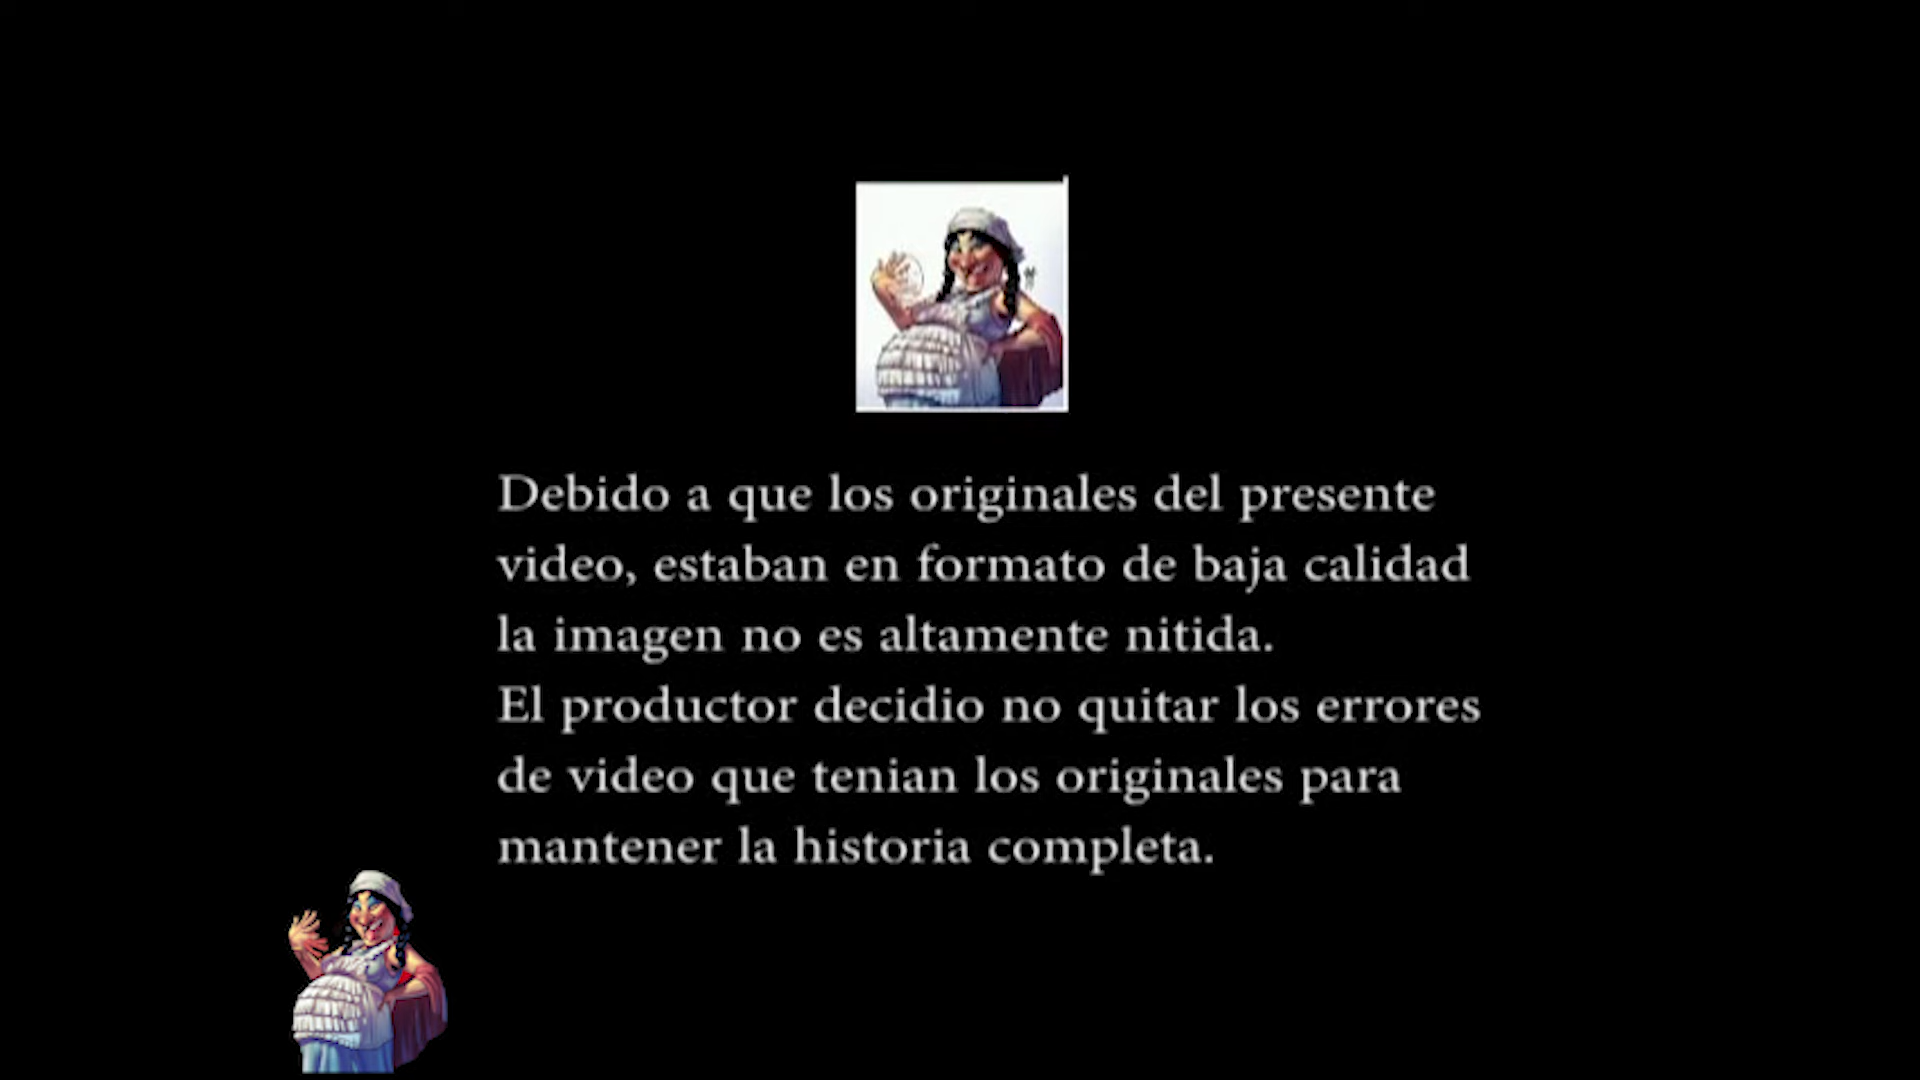 Debido a que los originales del presente
video, estaban en formato de baja calidad
la imagen no es altamente nitida.
El productor decidio no quitar los errores
de video que tenian los originales para
mantener la historia completa.